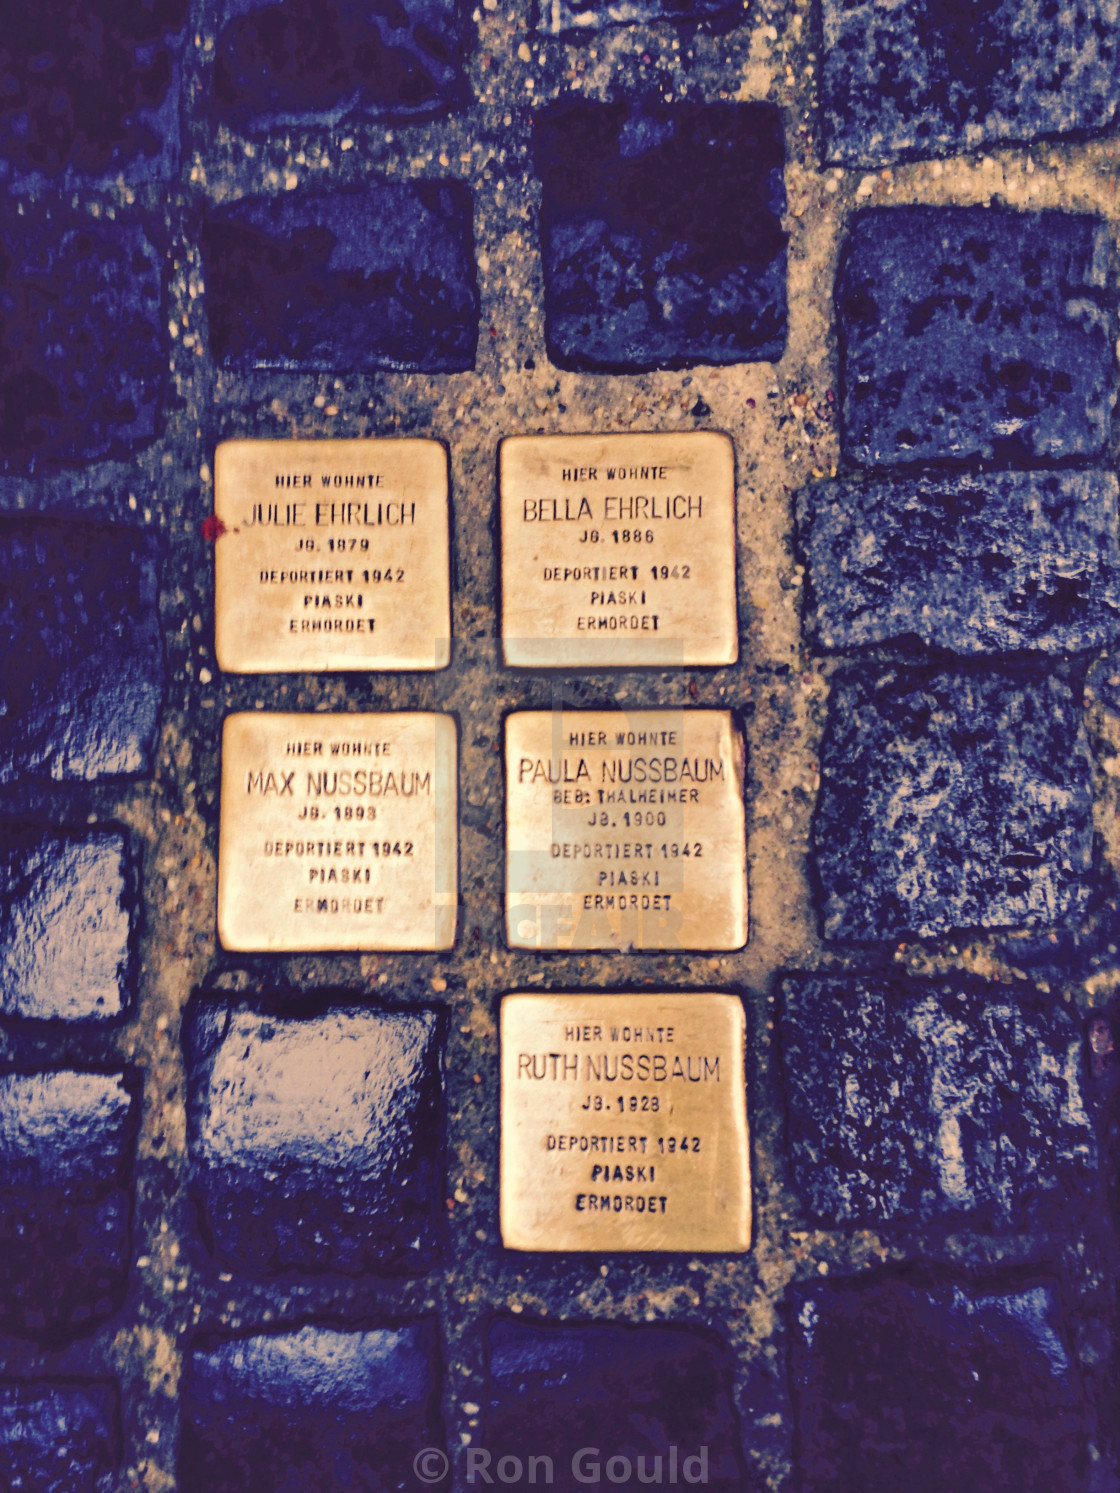 HIER WOHNTE
JULIE EHRLICH
JG. 1879
DEPORTIERT 1942
PIASKI
ERMORDET
HIER WOHNTE
BELLA EHRLICH
JG. 1886
DEPORTIERT 1942
PIASKI
ERMORDET
HIER WOHNTE
MAX NUSSBAUM
JG. 1893
DEPORTIERT 1942
PIASKI
ERMORDET
HIER WOHNTE
PAULA NUSSBAUM
GEB. THALHEIMER
JG. 1900
DEPORTIERT 1942
PIASKI
ERMORDET
PICFAIR
HIER WOHNTE
RUTH NUSSBAUM
JG. 1928
DEPORTIERT 1942
PIASKI
ERMORDET
© Ron Gould